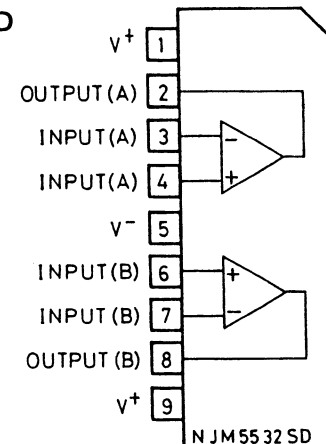 D
V+ 1
OUTPUT(A) 2
INPUT(A) 3 −
INPUT(A) 4 +
V− 5
INPUT(B) 6 +
INPUT(B) 7 −
OUTPUT(B) 8
V+ 9
NJM5532SD